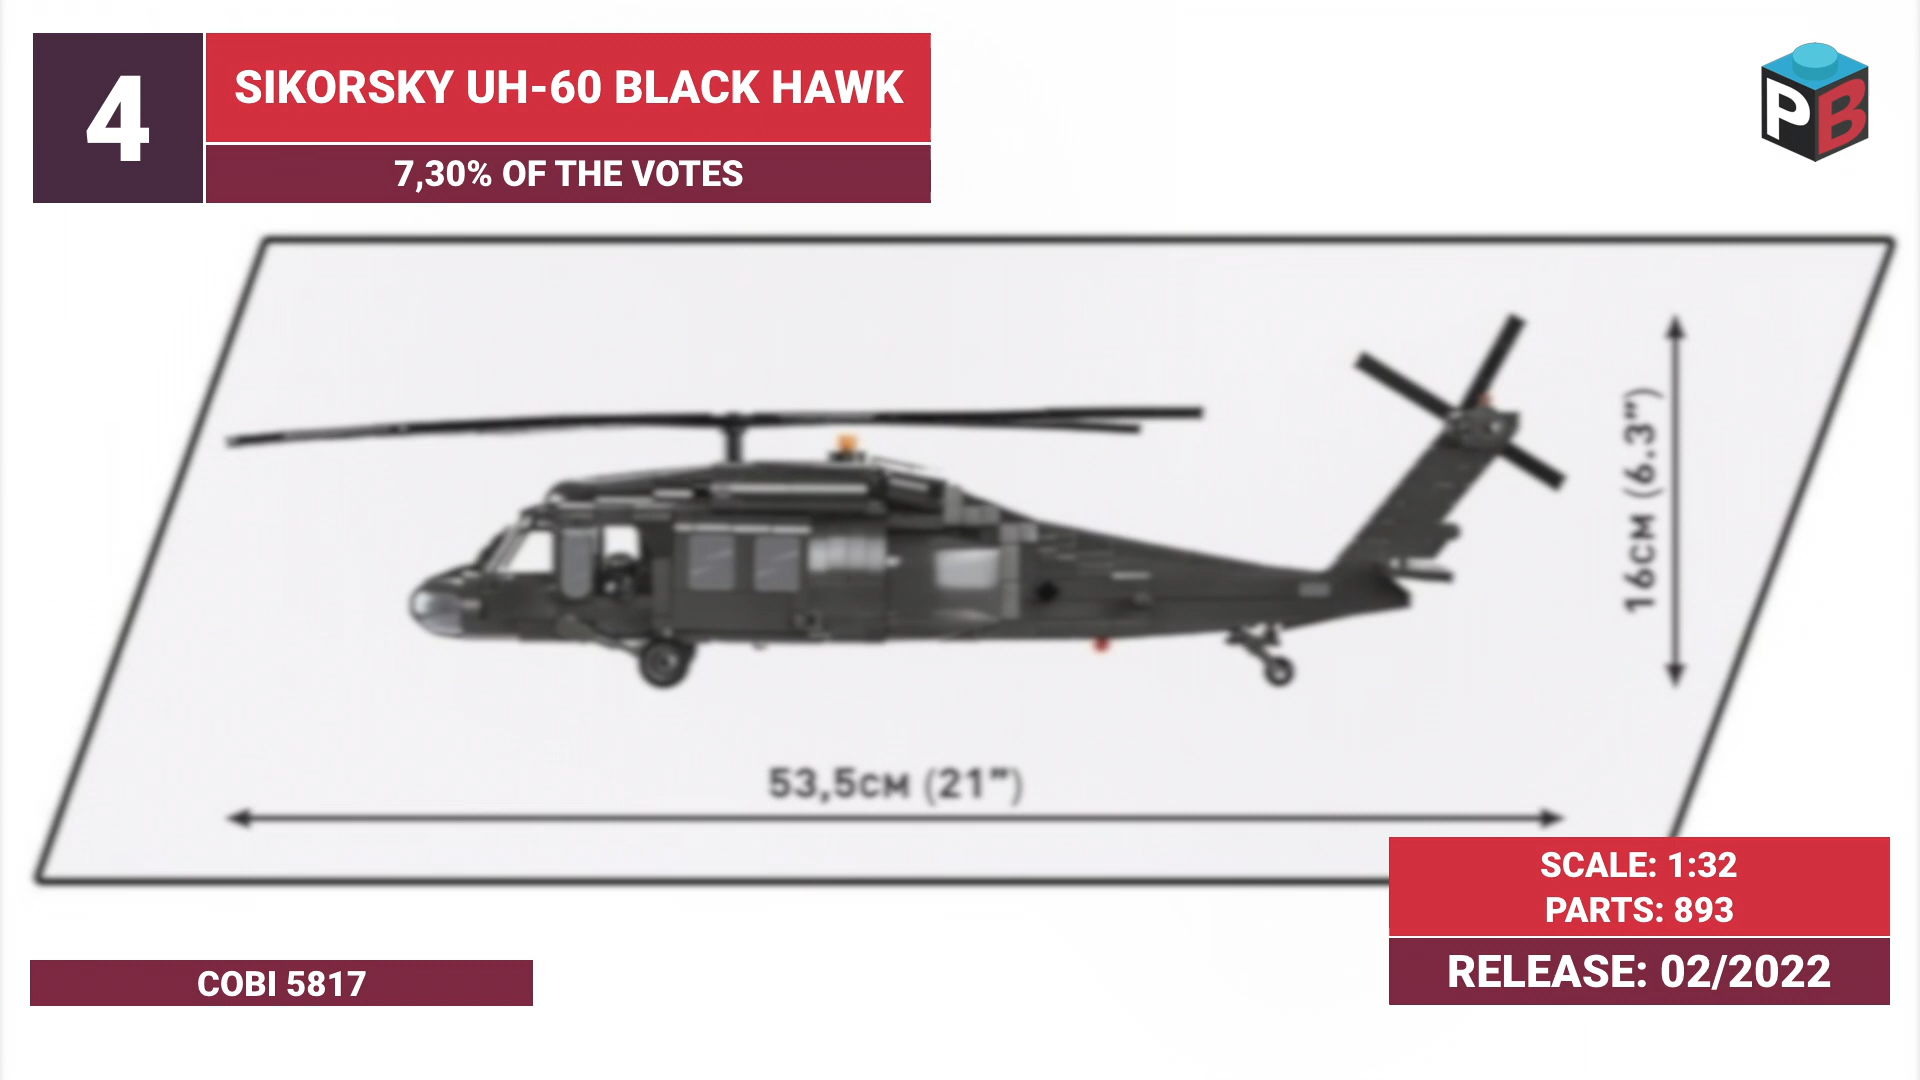 4
SIKORSKY UH-60 BLACK HAWK
7,30% OF THE VOTES
PB
16CM (6.3")
53,5CM (21")
SCALE: 1:32
PARTS: 893
RELEASE: 02/2022
COBI 5817